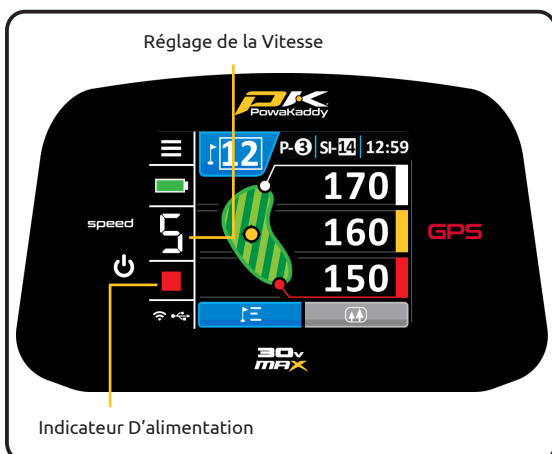 Réglage de la Vitesse
PK
PowaKaddy
12 P-3 SI-14 12:59
170
speed 5 160 GPS
150
30v
MAX
Indicateur D'alimentation